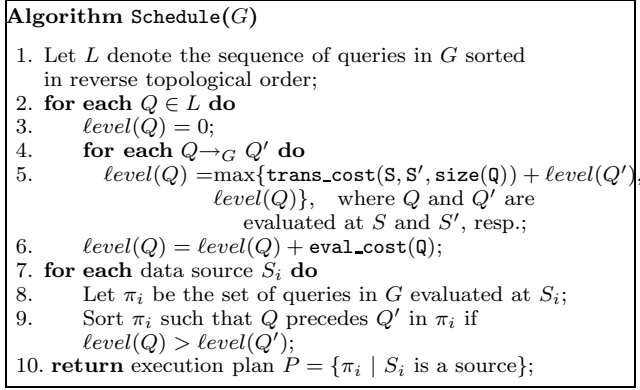 Algorithm Schedule(G)
1. Let L denote the sequence of queries in G sorted
in reverse topological order;
2. for each Q ∈ L do
3. level(Q) = 0;
4. for each Q→G Q′ do
5. ℓevel(Q) =max{trans_cost(S, S′, size(Q)) + ℓevel(Q′),
ℓevel(Q)}, where Q and Q′ are
evaluated at S and S′, resp.;
6. ℓevel(Q) = ℓevel(Q) + eval_cost(Q);
7. for each data source Si do
8. Let πi be the set of queries in G evaluated at Si;
9. Sort πi such that Q precedes Q′ in πi if
ℓevel(Q) > ℓevel(Q′);
10. return execution plan P = {πi | Si is a source};